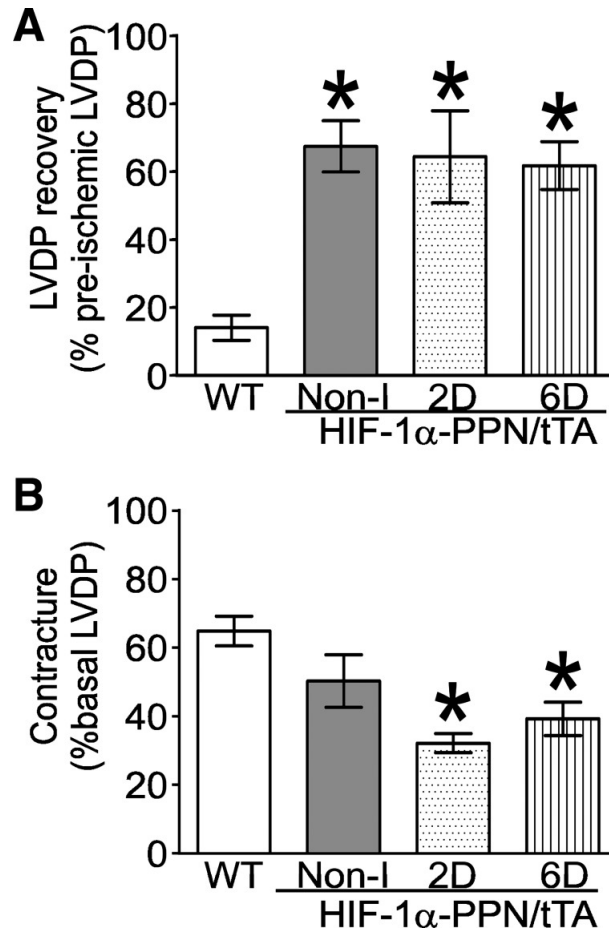 A
LVDP recovery
(% pre-ischemic LVDP)
100
80
60
40
20
0
* * *
WT Non-I 2D 6D
HIF-1α-PPN/tTA
B
Contracture
(%basal LVDP)
100
80
60
40
20
0
* *
WT Non-I 2D 6D
HIF-1α-PPN/tTA